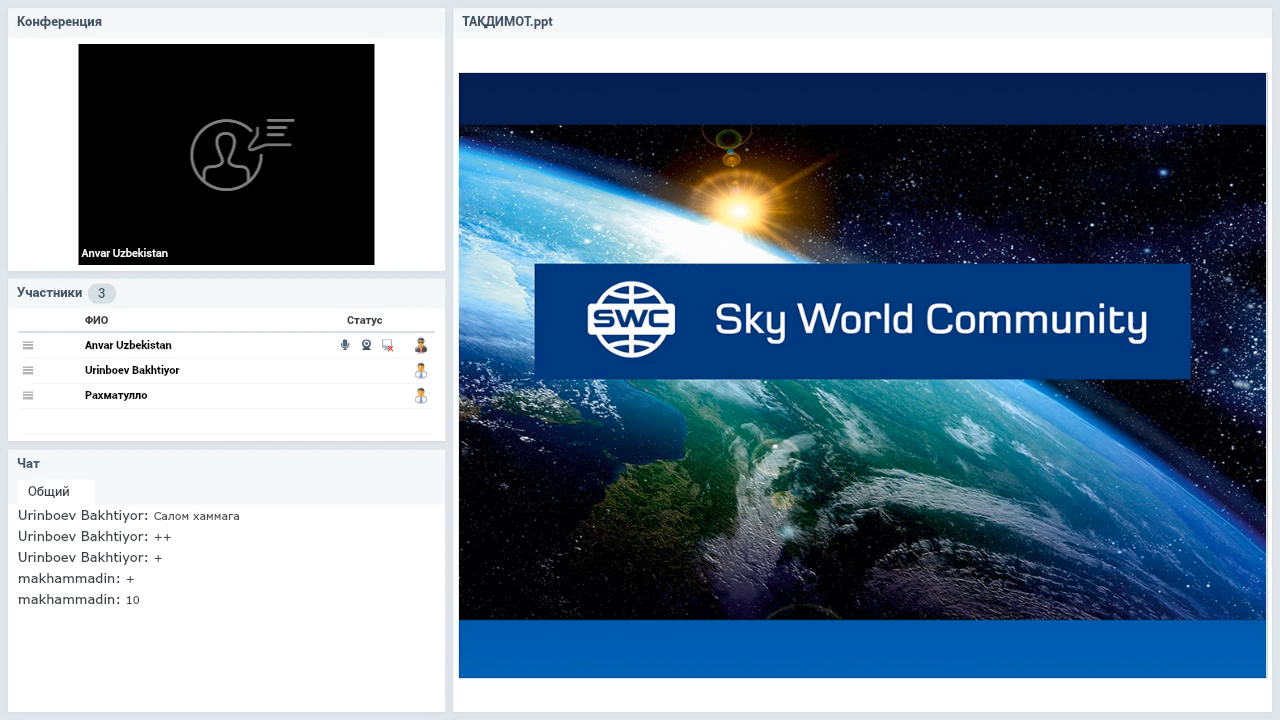 Конференция
Anvar Uzbekistan
Участники 3
ФИО Статус
Anvar Uzbekistan
Urinboev Bakhtiyor
Рахматулло
Чат
Общий
Urinboev Bakhtiyor: Салом хаммага
Urinboev Bakhtiyor: ++
Urinboev Bakhtiyor: +
makhammadin: +
makhammadin: 10
ТАҚДИМОТ.ppt
SWC Sky World Community